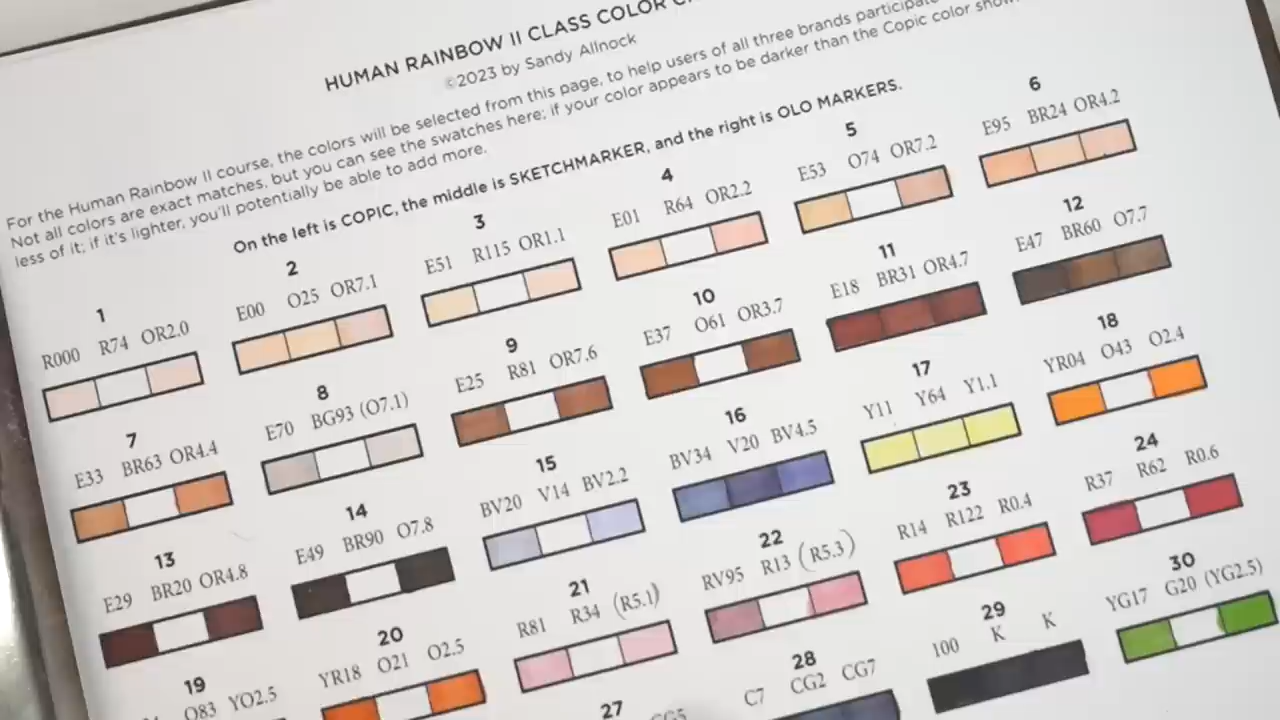 HUMAN RAINBOW II CLASS COLOR
©2023 by Sandy Allnock
For the Human Rainbow II course, the colors will be selected from this page, to help users of all three brands
Not all colors are exact matches, but you can see the swatches here; if your color appears to be darker than the Copic color
less of it; if it's lighter, you'll potentially be able to add more.
On the left is COPIC, the middle is SKETCHMARKER, and the right is OLO MARKERS.
1
R000 R74 OR2.0
2
E00 O25 OR7.1
3
E51 R115 OR1.1
4
E01 R64 OR2.2
5
E53 O74 OR7.2
6
E95 BR24 OR4.2
7
E33 BR63 OR4.4
8
E70 BG93 (O7.1)
9
E25 R81 OR7.6
10
E37 O61 OR3.7
11
E18 BR31 OR4.7
12
E47 BR60 O7.7
13
E29 BR20 OR4.8
14
E49 BR90 O7.8
15
BV20 V14 BV2.2
16
BV34 V20 BV4.5
17
Y11 Y64 Y1.1
18
YR04 O43 O2.4
19
O83 YO2.5
20
YR18 O21 O2.5
21
R81 R34 (R5.1)
22
RV95 R13 (R5.3)
23
R14 R122 R0.4
24
R37 R62 R0.6
27
CG5
28
C7 CG2 CG7
29
100 K K
30
YG17 G20 (YG2.5)